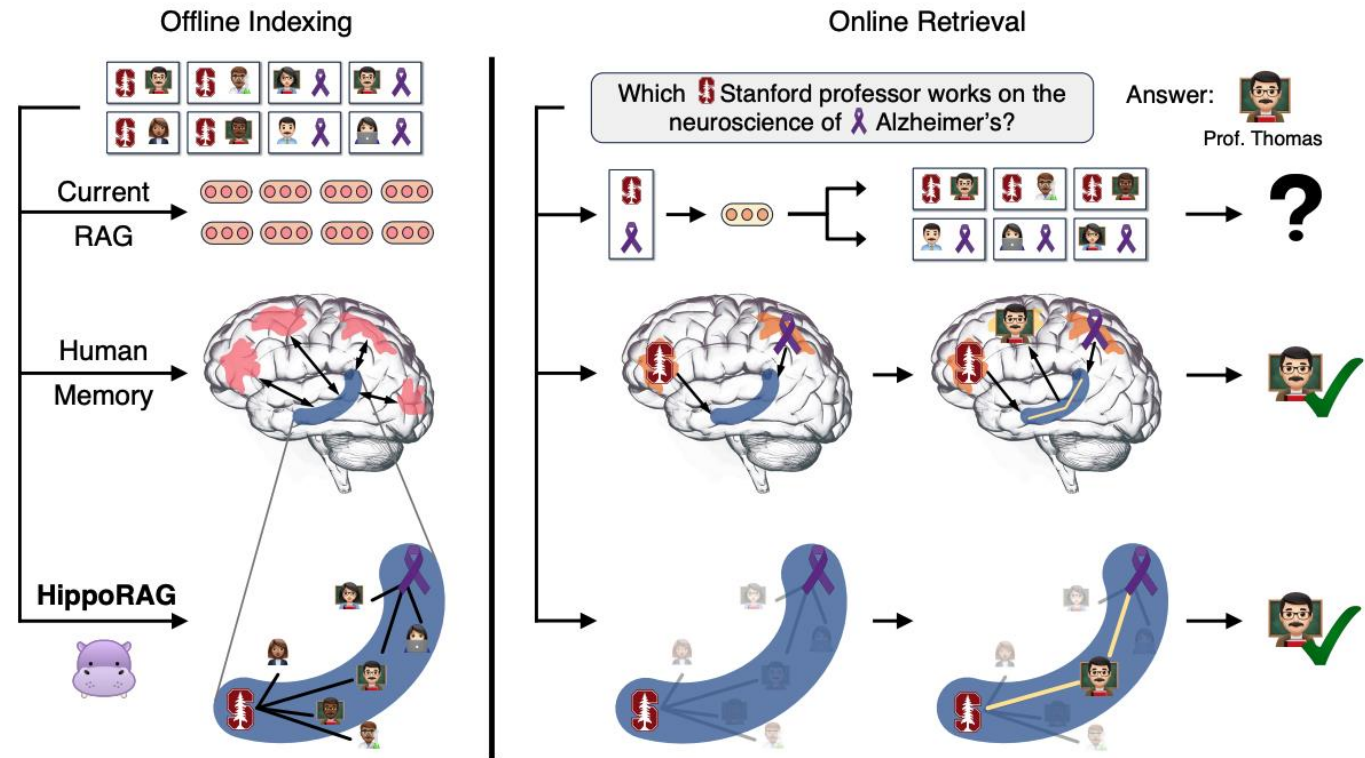 Offline Indexing
Online Retrieval
Which S Stanford professor works on the
neuroscience of Alzheimer's?
Answer:
Prof. Thomas
Current
RAG
?
Human
Memory
HippoRAG